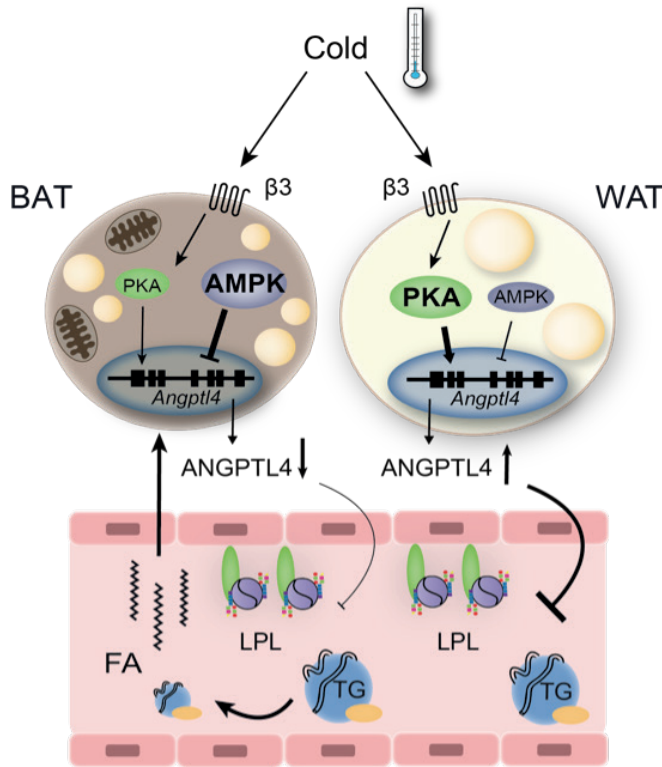 Cold
BAT
β3
β3
WAT
PKA
AMPK
PKA
AMPK
Angptl4
Angptl4
ANGPTL4
ANGPTL4
LPL
LPL
FA
TG
TG